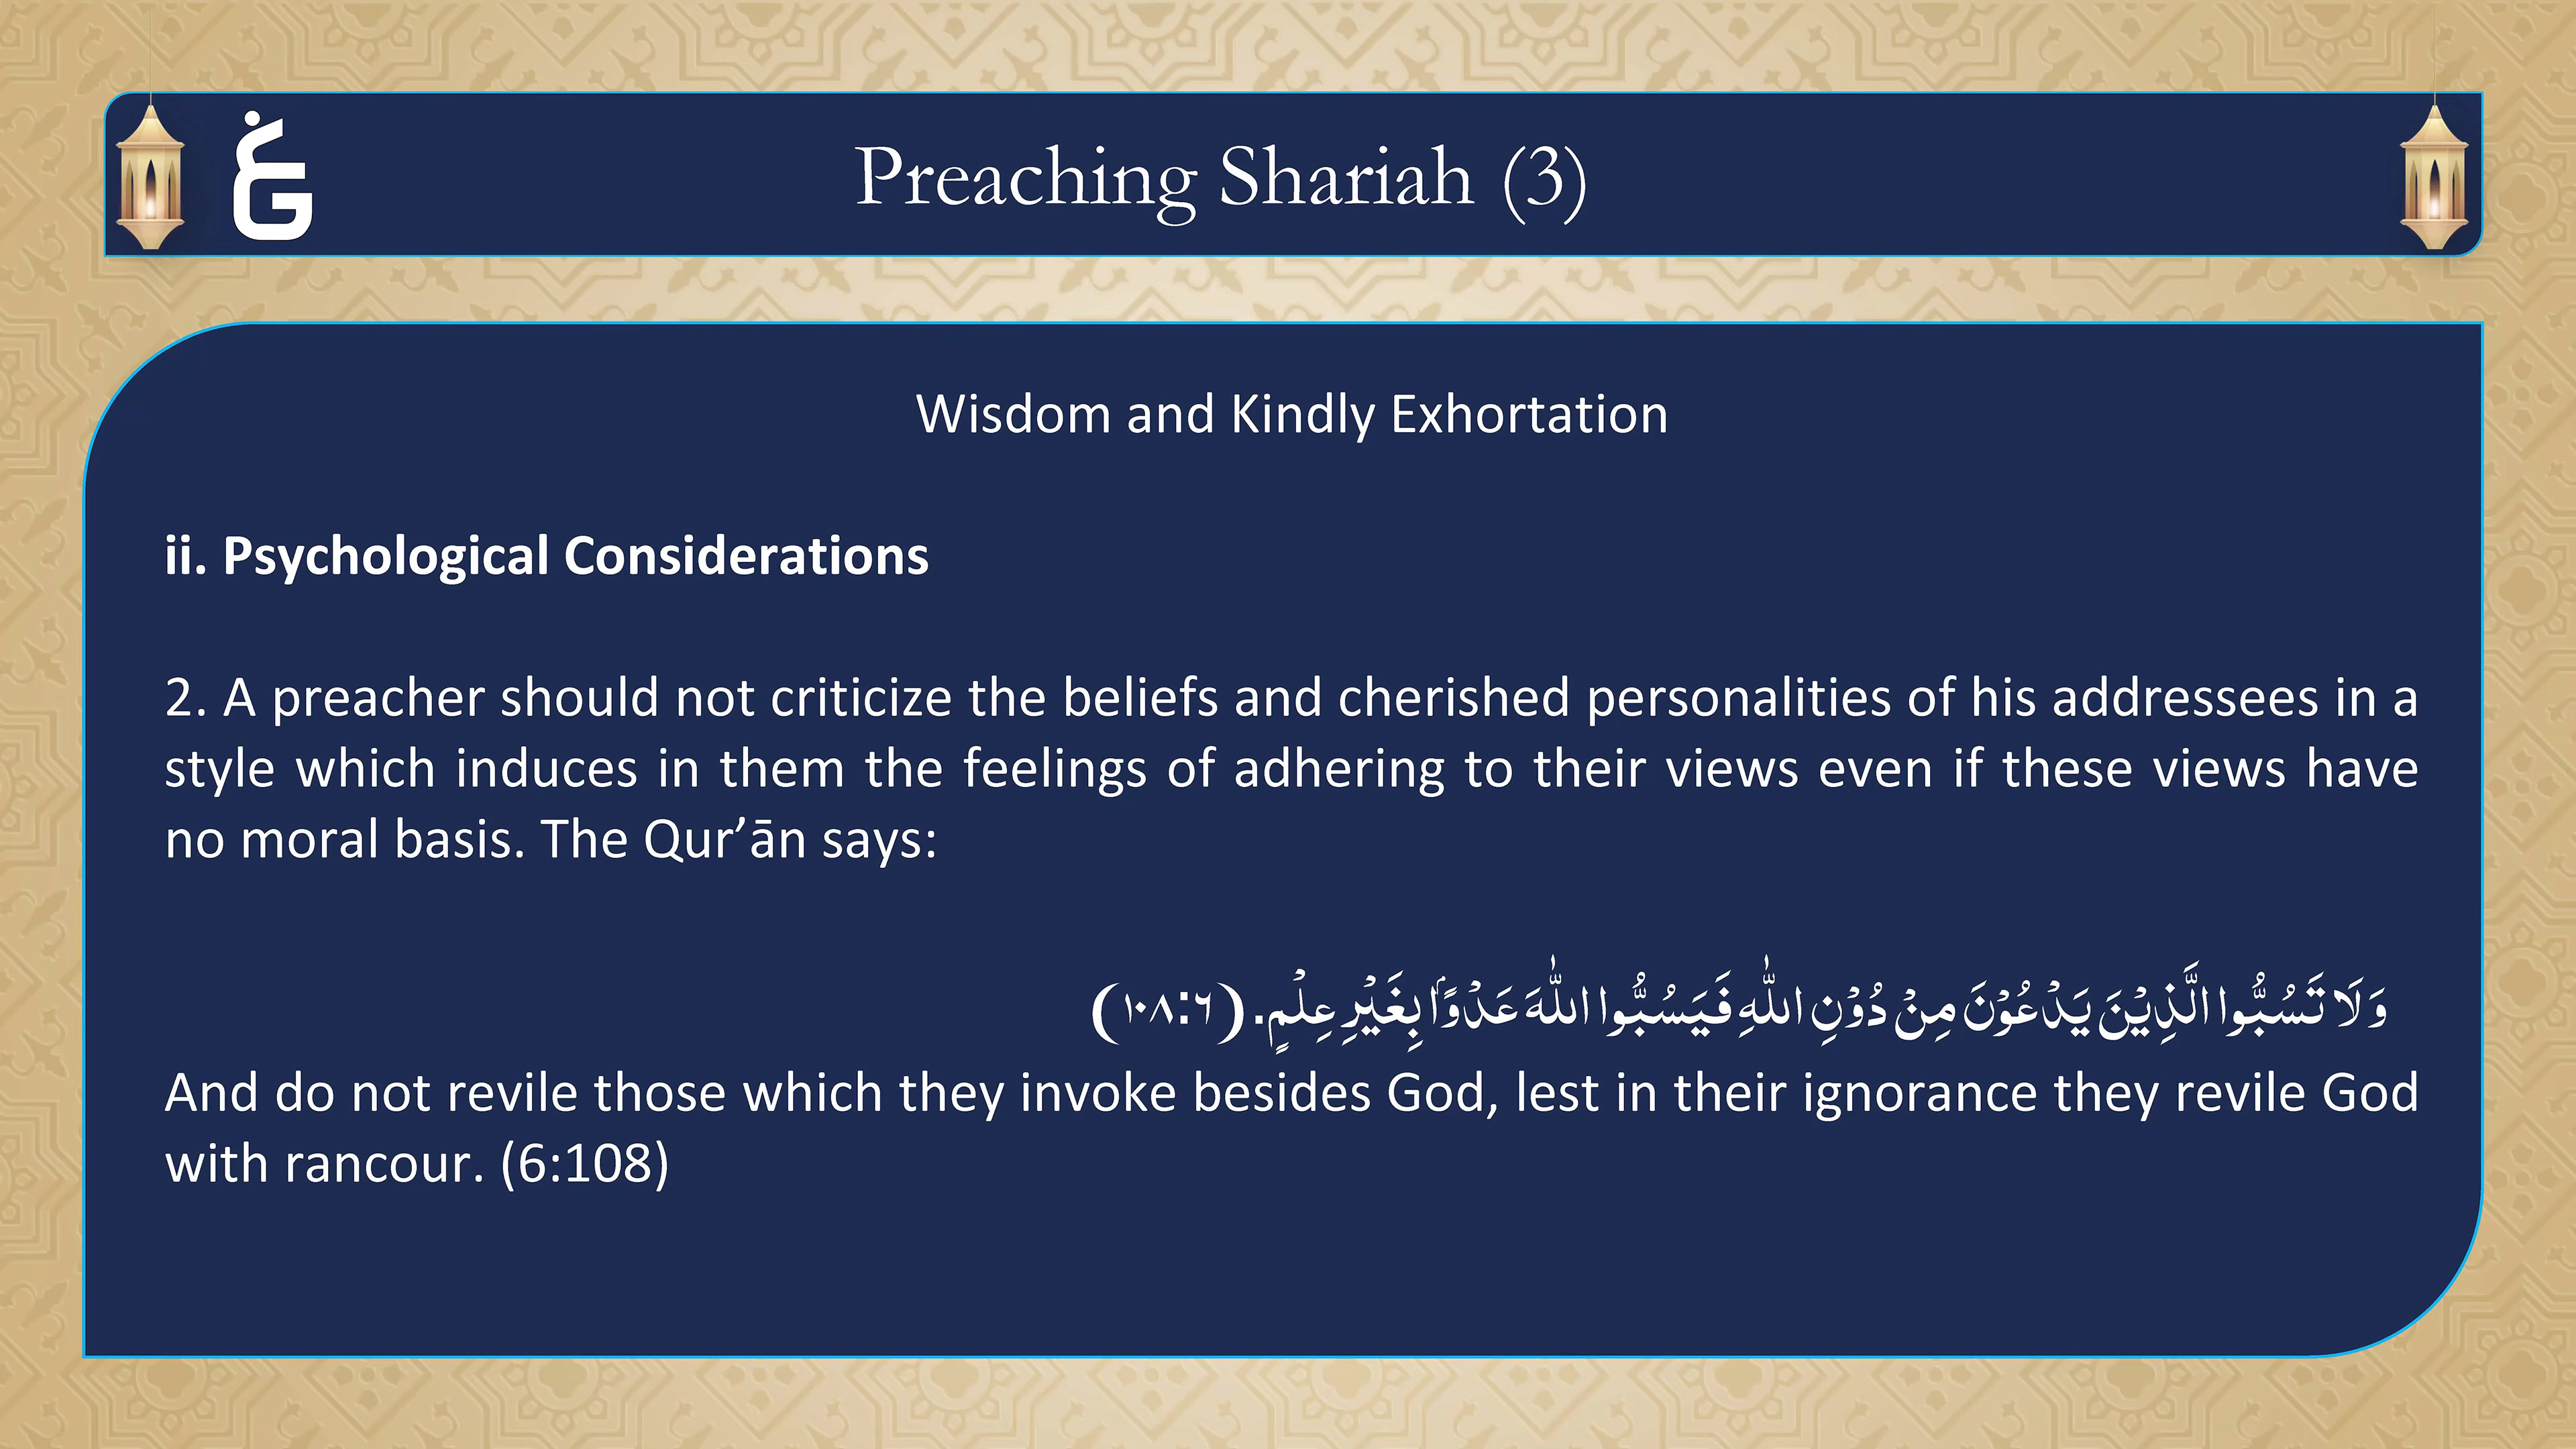 Preaching Shariah (3)
Wisdom and Kindly Exhortation
ii. Psychological Considerations
2. A preacher should not criticize the beliefs and cherished personalities of his addressees in a
style which induces in them the feelings of adhering to their views even if these views have
no moral basis. The Qur’ān says:
وَلَا تَسُبُّوا الَّذِيْنَ يَدْعُوْنَ مِنْ دُوْنِ اللّٰهِ فَيَسُبُّوا اللّٰهَ عَدْوًاۢ بِغَيْرِ عِلْمٍ. (٦:١٠٨)
And do not revile those which they invoke besides God, lest in their ignorance they revile God
with rancour. (6:108)